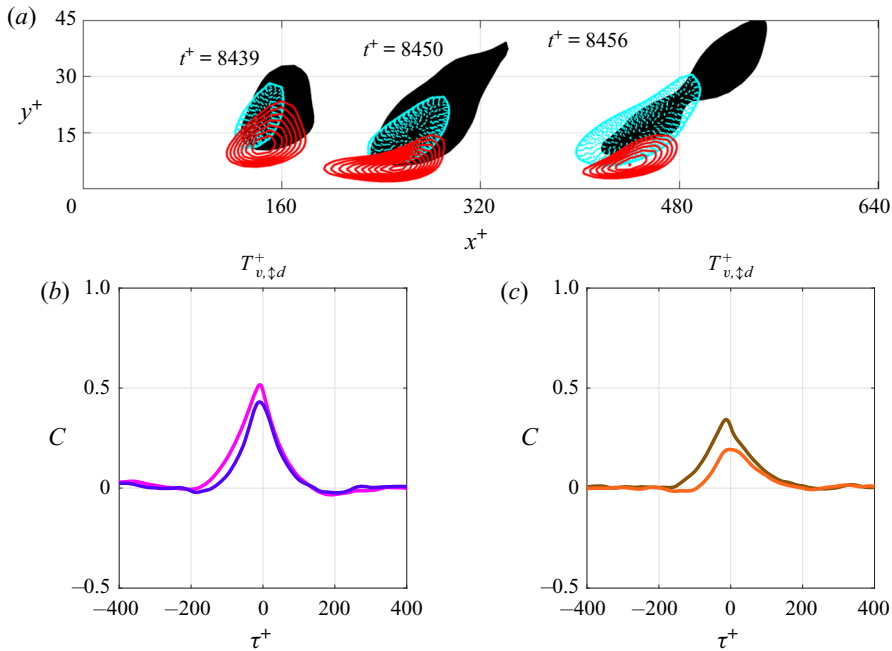 (a)
45
30
15
y+
t+ = 8439
t+ = 8450
t+ = 8456
0 160 320 480 640
x+
(b)
T+v,↕d
1.0
0.5
C
0
−0.5
−400 −200 0 200 400
τ+
(c)
T+v,↕d
1.0
0.5
C
0
−0.5
−400 −200 0 200 400
τ+